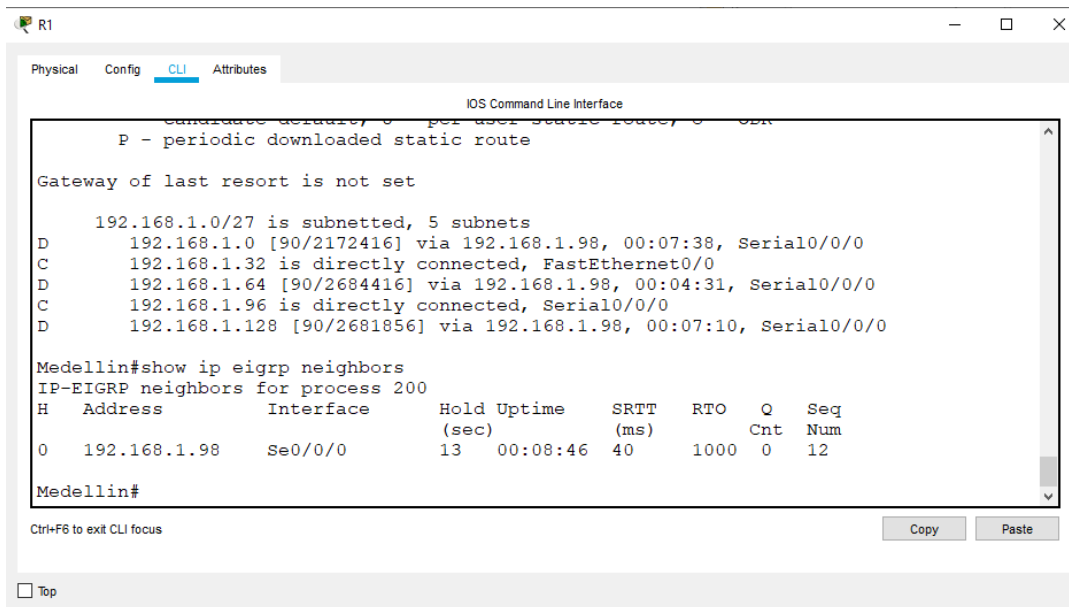 R1
Physical Config CLI Attributes
IOS Command Line Interface
candidate default, U - per-user static route, o - ODR
P - periodic downloaded static route
Gateway of last resort is not set
192.168.1.0/27 is subnetted, 5 subnets
D 192.168.1.0 [90/2172416] via 192.168.1.98, 00:07:38, Serial0/0/0
C 192.168.1.32 is directly connected, FastEthernet0/0
D 192.168.1.64 [90/2684416] via 192.168.1.98, 00:04:31, Serial0/0/0
C 192.168.1.96 is directly connected, Serial0/0/0
D 192.168.1.128 [90/2681856] via 192.168.1.98, 00:07:10, Serial0/0/0
Medellin#show ip eigrp neighbors
IP-EIGRP neighbors for process 200
H Address Interface Hold Uptime SRTT RTO Q Seq
(sec) (ms) Cnt Num
0 192.168.1.98 Se0/0/0 13 00:08:46 40 1000 0 12
Medellin#
Ctrl+F6 to exit CLI focus
Copy Paste
Top